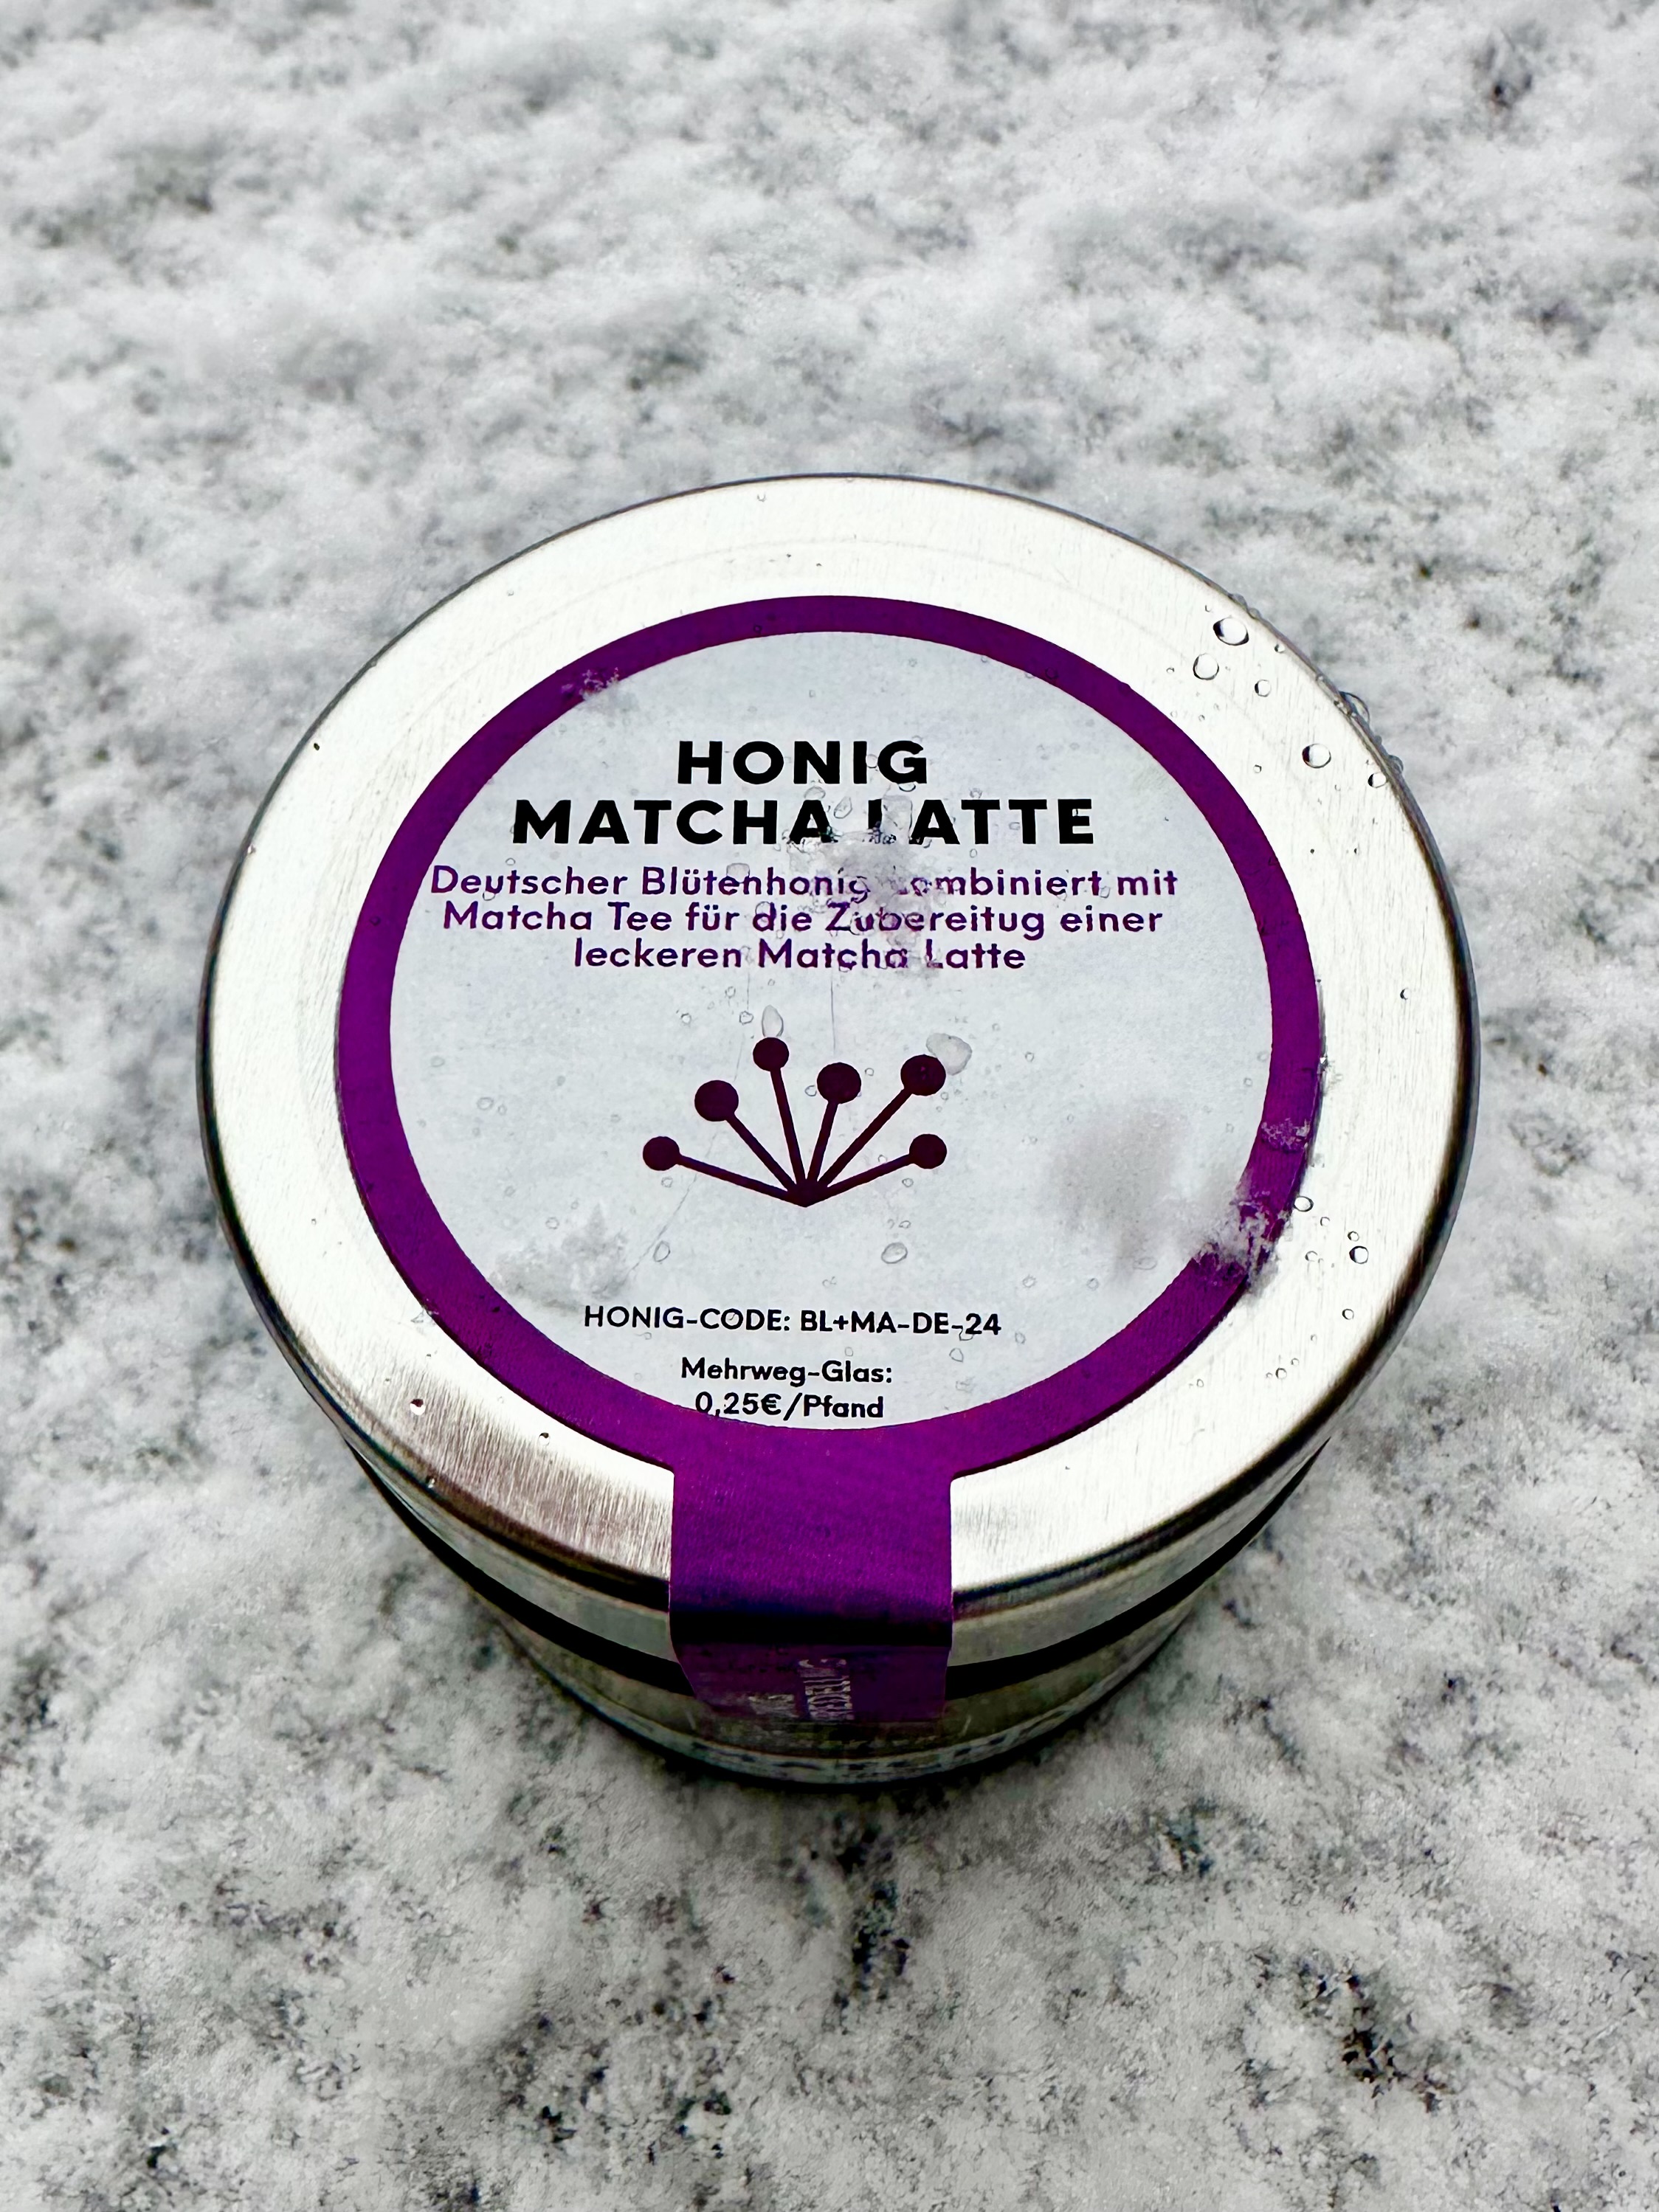 HONIG
MATCHA LATTE
Deutscher Blütenhonig kombiniert mit
Matcha Tee für die Zubereitug einer
leckeren Matcha Latte
HONIG-CODE: BL+MA-DE-24
Mehrweg-Glas:
0,25€/Pfand